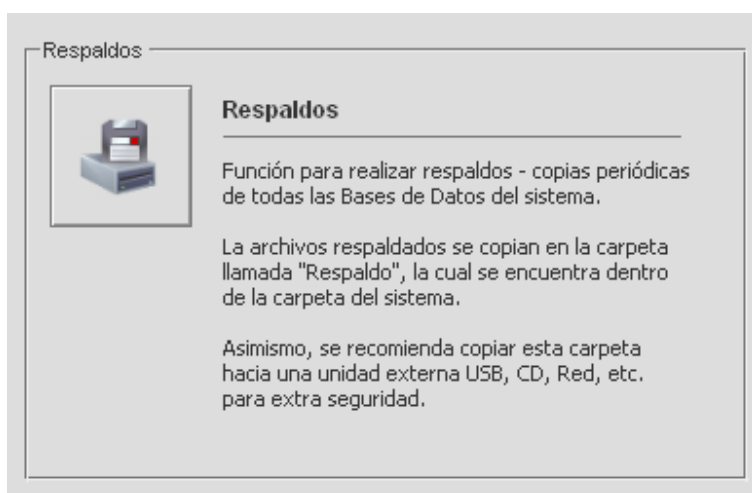 Respaldos
Respaldos
Función para realizar respaldos - copias periódicas
de todas las Bases de Datos del sistema.
La archivos respaldados se copian en la carpeta
llamada "Respaldo", la cual se encuentra dentro
de la carpeta del sistema.
Asimismo, se recomienda copiar esta carpeta
hacia una unidad externa USB, CD, Red, etc.
para extra seguridad.